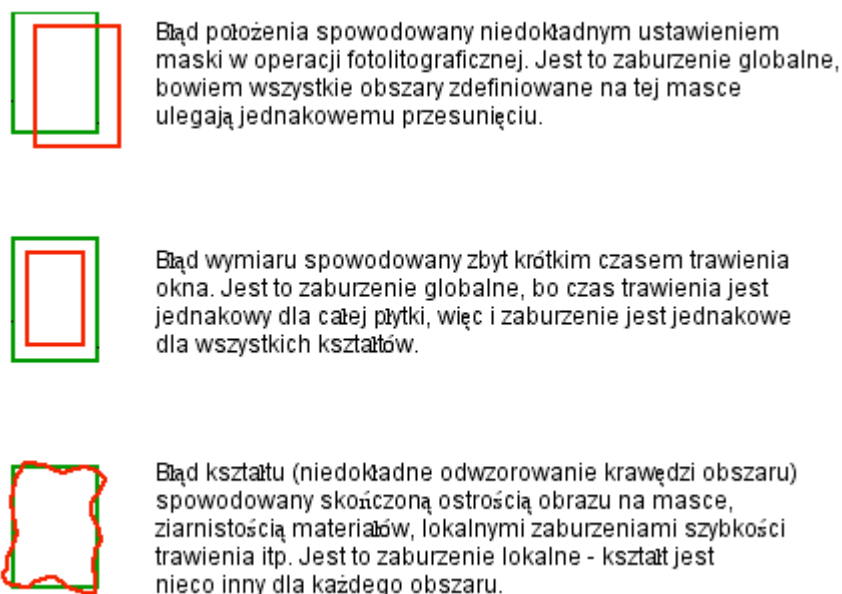 Błąd położenia spowodowany niedokładnym ustawieniem
maski w operacji fotolitograficznej. Jest to zaburzenie globalne,
bowiem wszystkie obszary zdefiniowane na tej masce
ulegają jednakowemu przesunięciu.
Błąd wymiaru spowodowany zbyt krótkim czasem trawienia
okna. Jest to zaburzenie globalne, bo czas trawienia jest
jednakowy dla całej płytki, więc i zaburzenie jest jednakowe
dla wszystkich kształtów.
Błąd kształtu (niedokładne odwzorowanie krawędzi obszaru)
spowodowany skończoną ostrością obrazu na masce,
ziarnistością materiałów, lokalnymi zaburzeniami szybkości
trawienia itp. Jest to zaburzenie lokalne - kształt jest
nieco inny dla każdego obszaru.